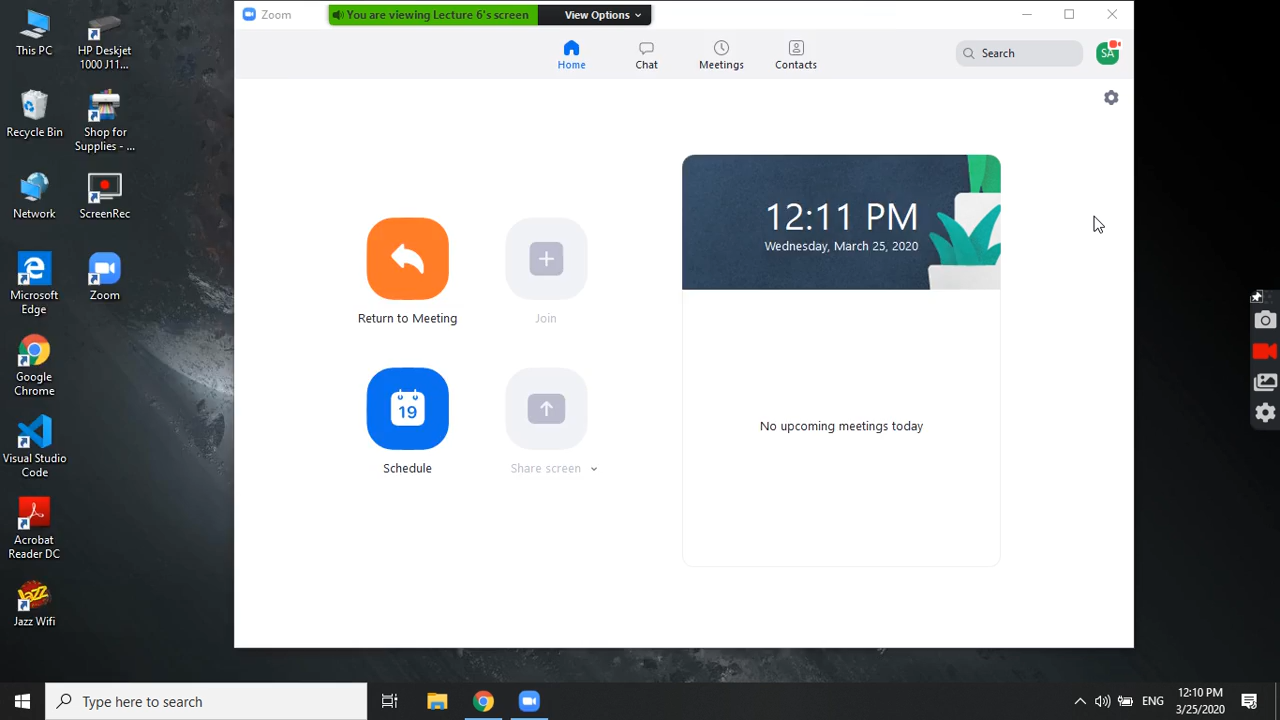 This PC
HP Deskjet
1000 J11...
Recycle Bin
Shop for
Supplies - ...
Network
ScreenRec
Microsoft
Edge
Zoom
Google
Chrome
Visual Studio
Code
Acrobat
Reader DC
Jazz
Jazz Wifi
Zoom
You are viewing Lecture 6's screen
View Options
Home
Chat
Meetings
Contacts
Search
SA
Return to Meeting
Join
19
Schedule
Share screen
12:11 PM
Wednesday, March 25, 2020
No upcoming meetings today
Type here to search
ENG
12:10 PM
3/25/2020